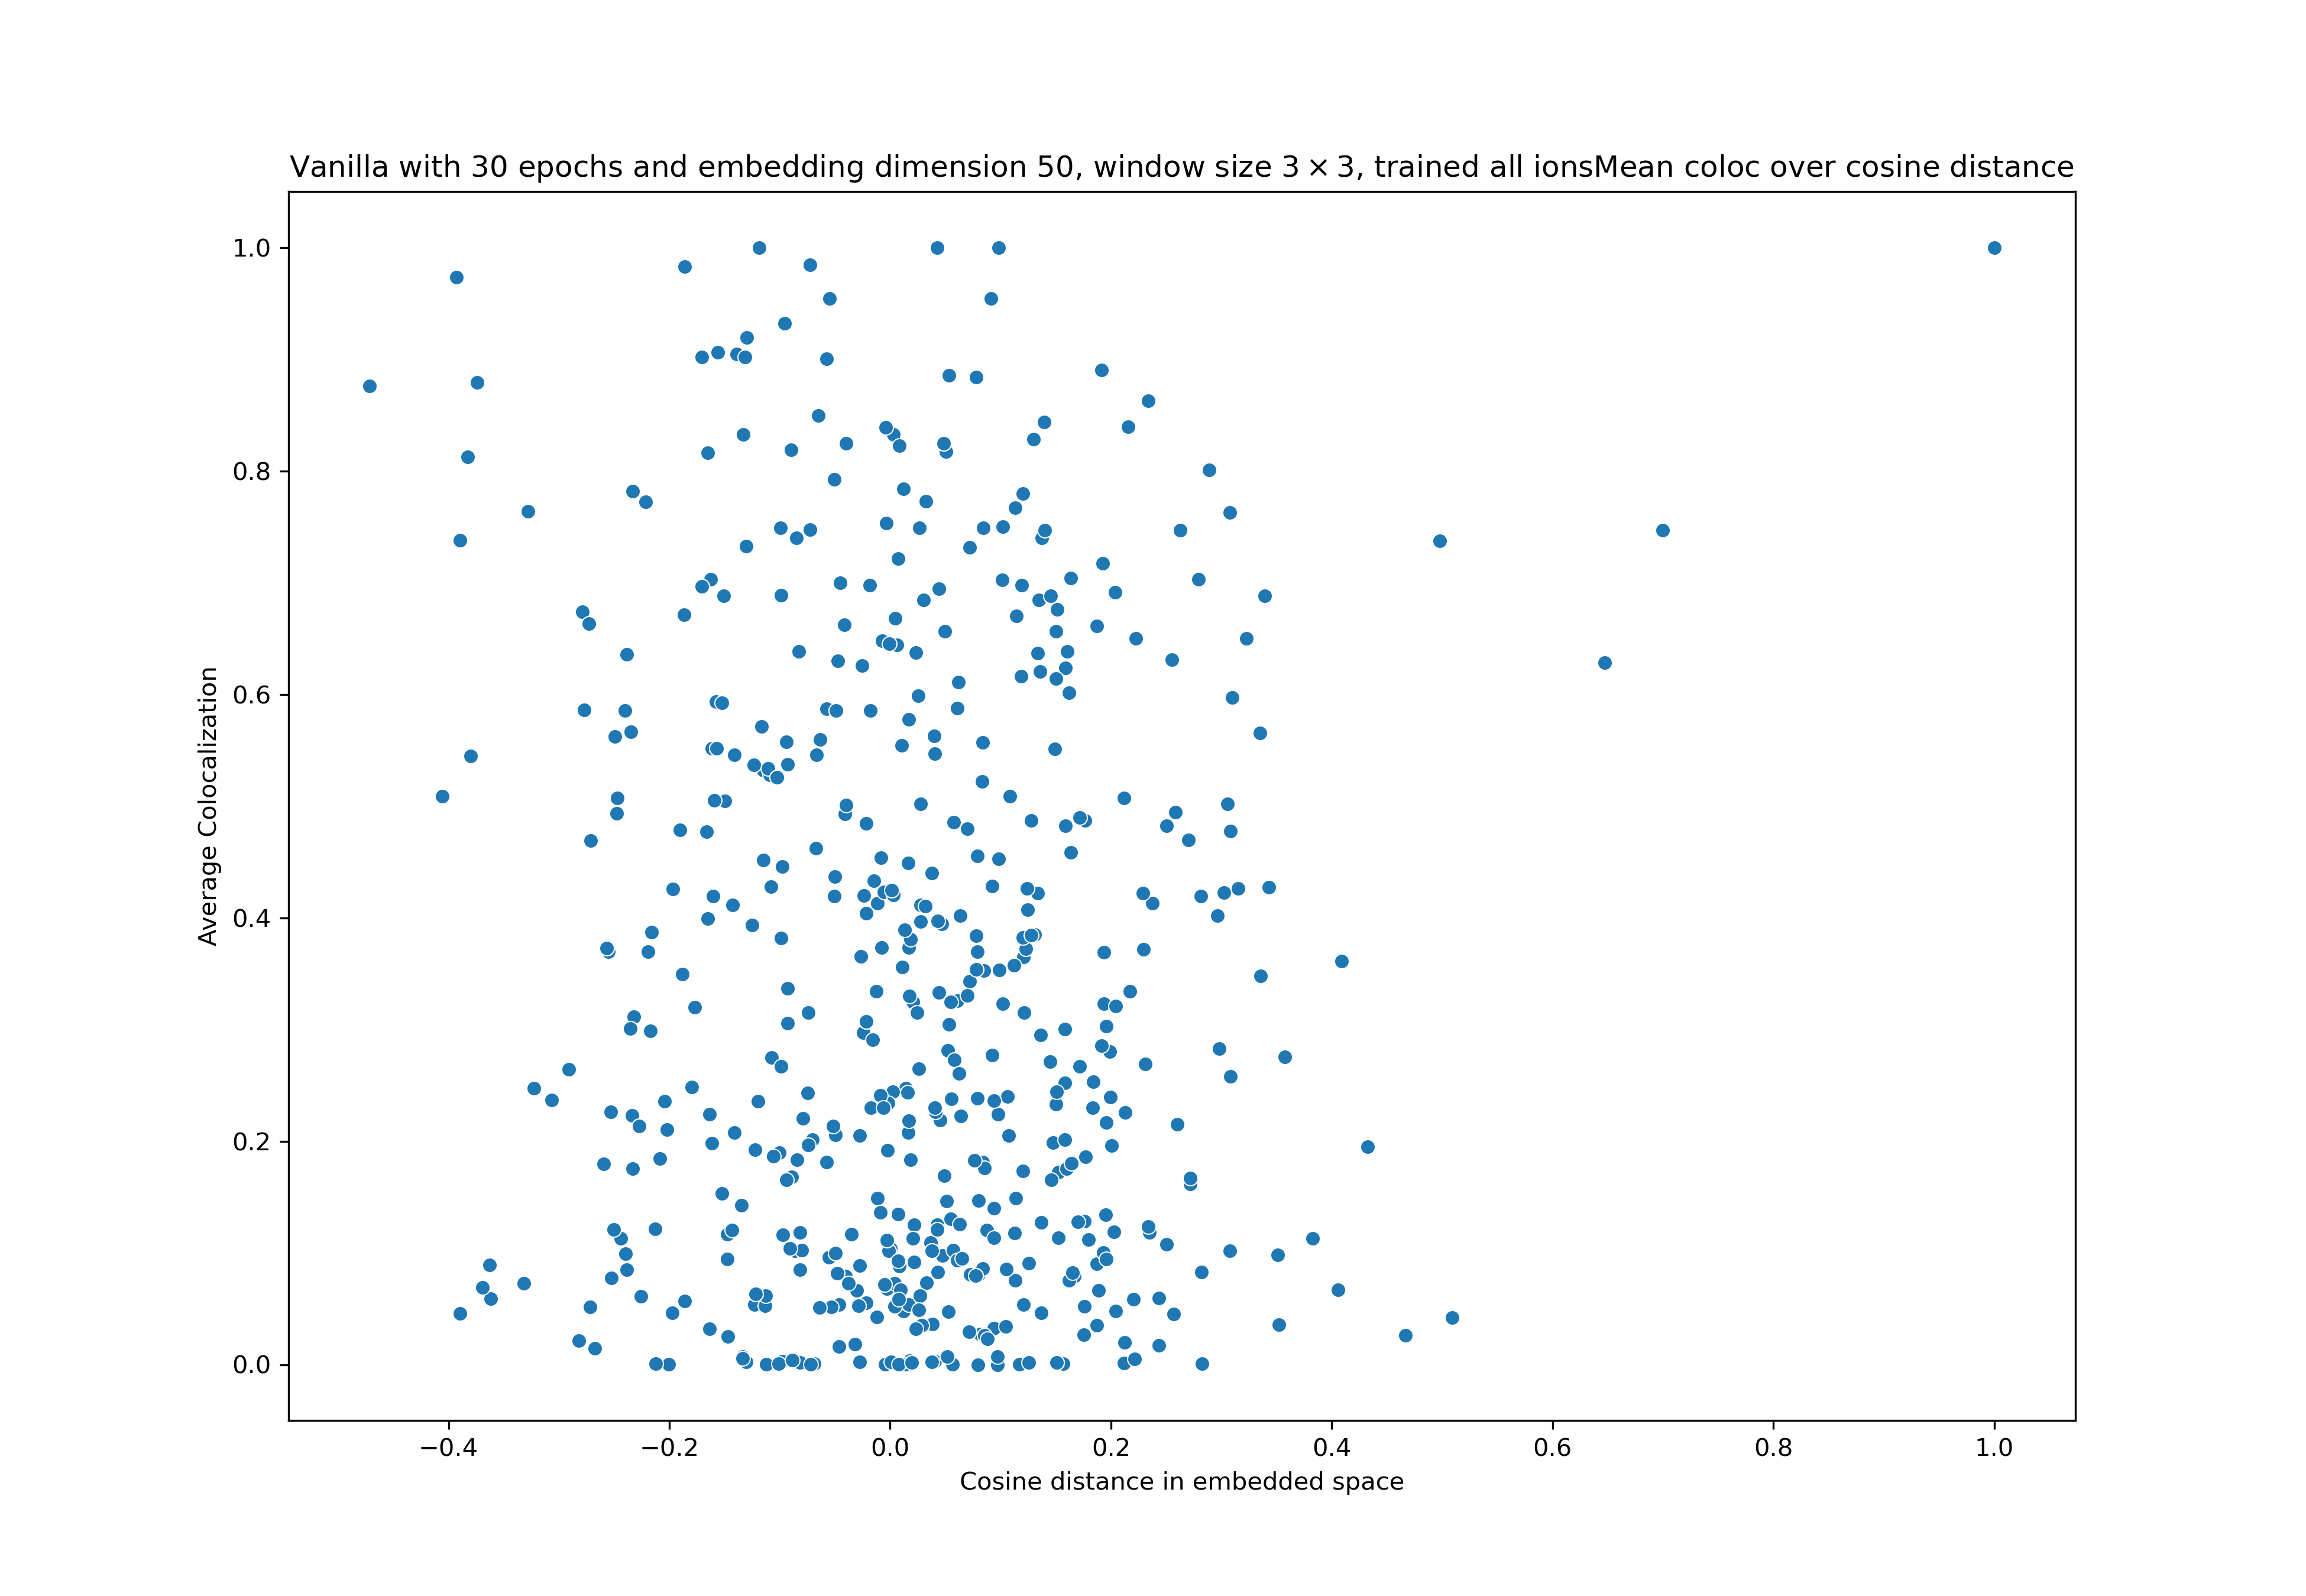 Vanilla with 30 epochs and embedding dimension 50, window size 3 × 3, trained all ionsMean coloc over cosine distance
1.0
0.8
0.6
0.4
0.2
0.0
Average Colocalization
−0.4 −0.2 0.0 0.2 0.4 0.6 0.8 1.0
Cosine distance in embedded space